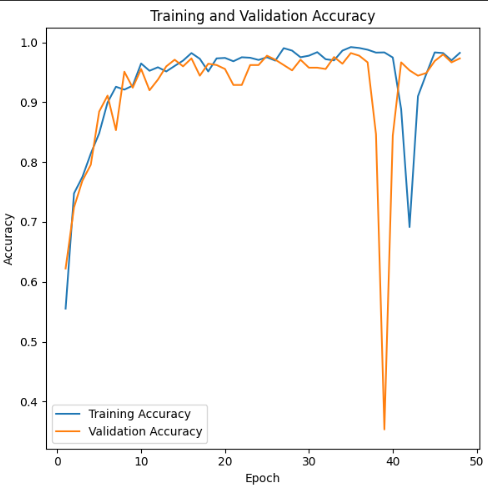 Training and Validation Accuracy
1.0
0.9
0.8
0.7
0.6
0.5
0.4
Accuracy
Training Accuracy
Validation Accuracy
0 10 20 30 40 50
Epoch